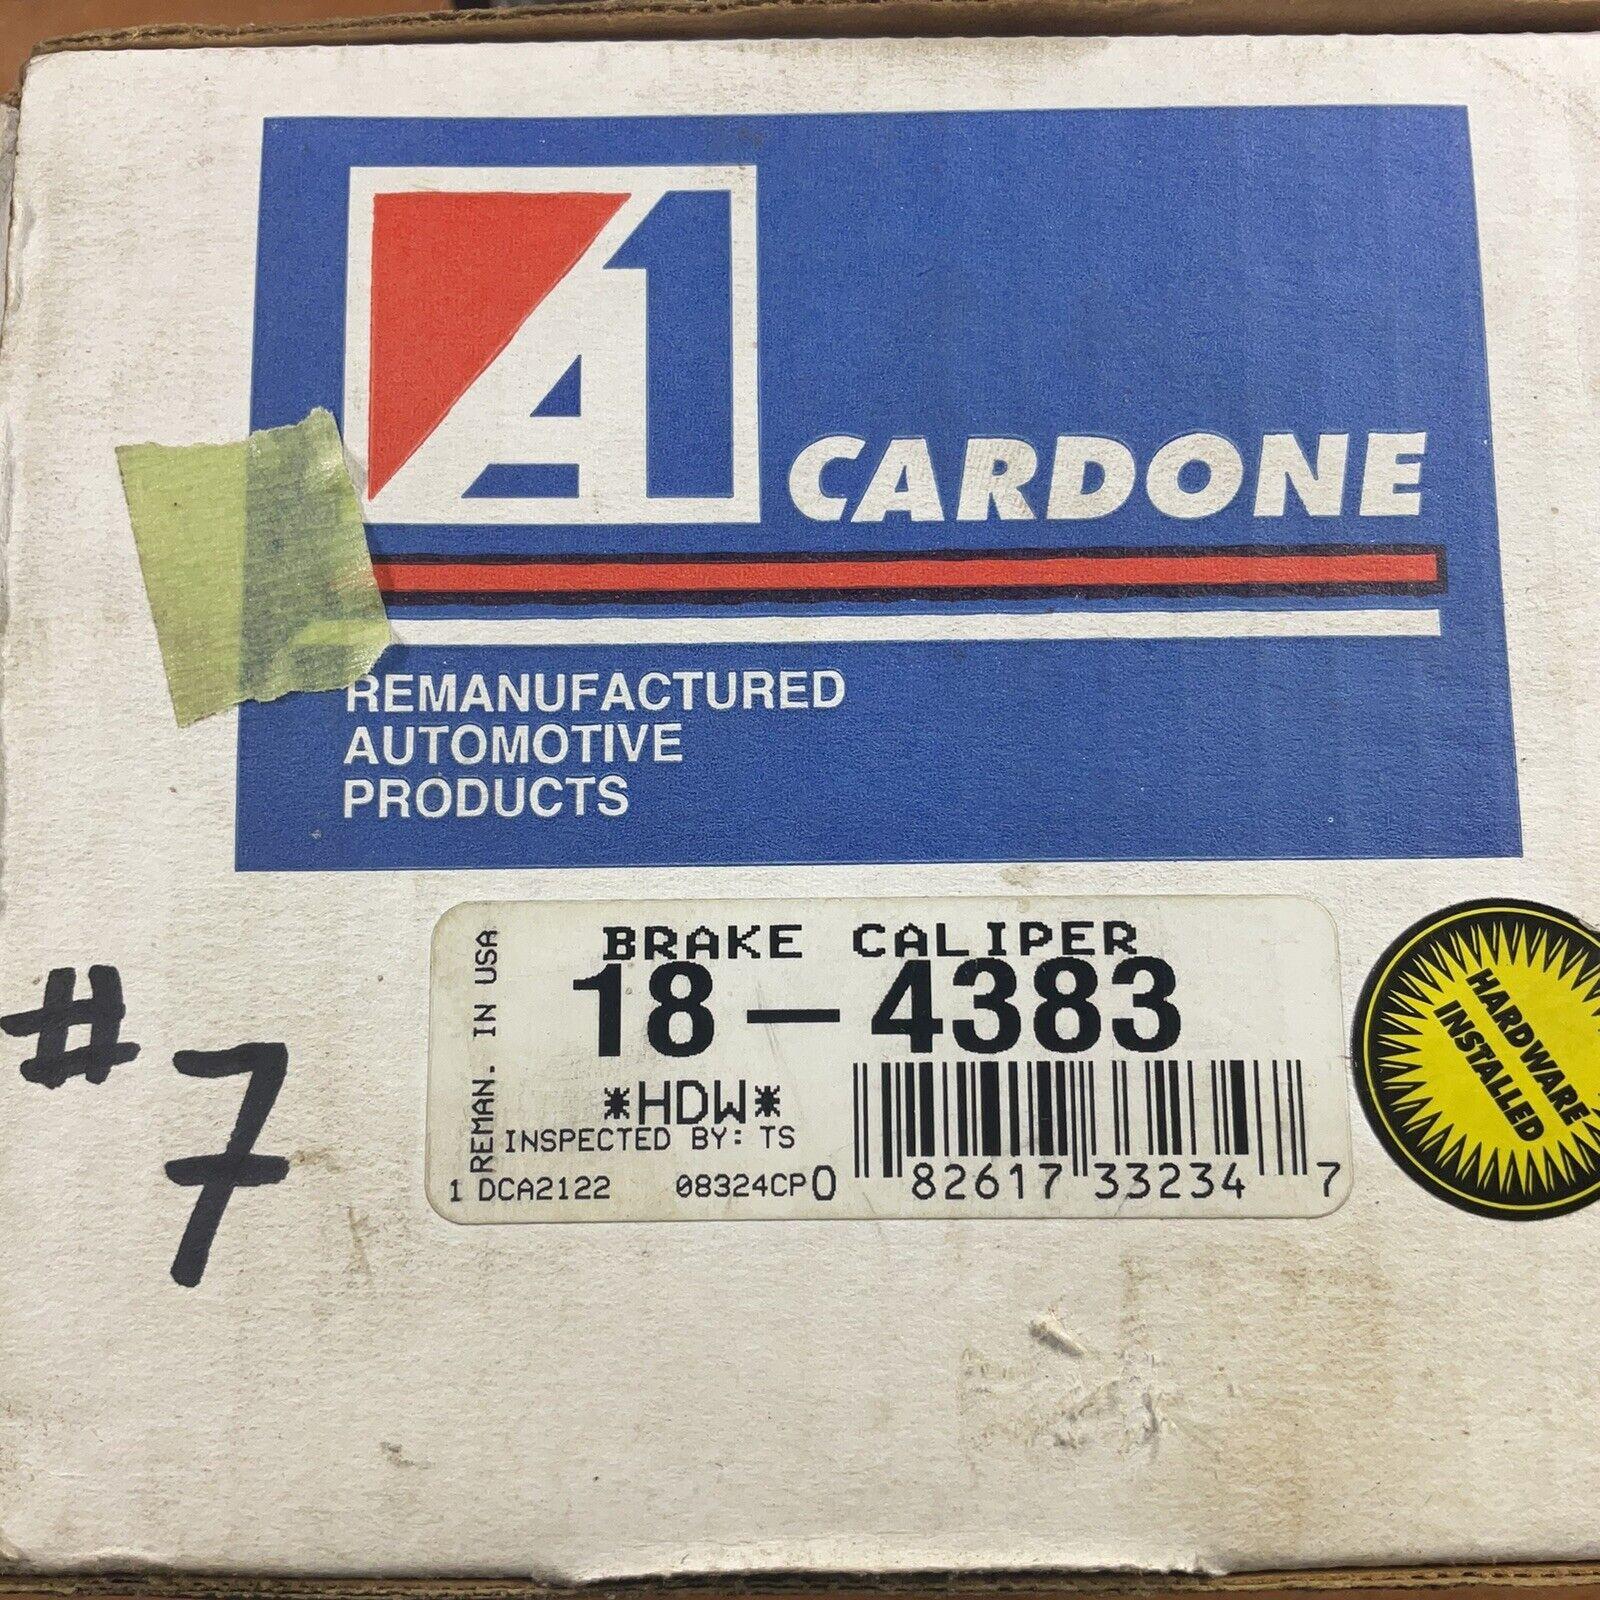 A1
CARDONE
REMANUFACTURED
AUTOMOTIVE
PRODUCTS
#7
REMAN. IN USA
BRAKE CALIPER
18-4383
*HDW*
INSPECTED BY: TS
1 DCA2122 08324CP
0 82617 33234 7
HARDWARE
INSTALLED